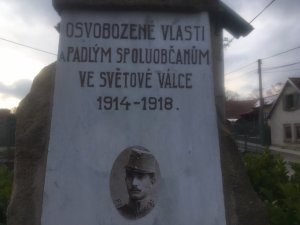 OSVOBOZENÉ VLASTI
A PADLÝM SPOLUOBČANŮM
VE SVĚTOVÉ VÁLCE
1914-1918.